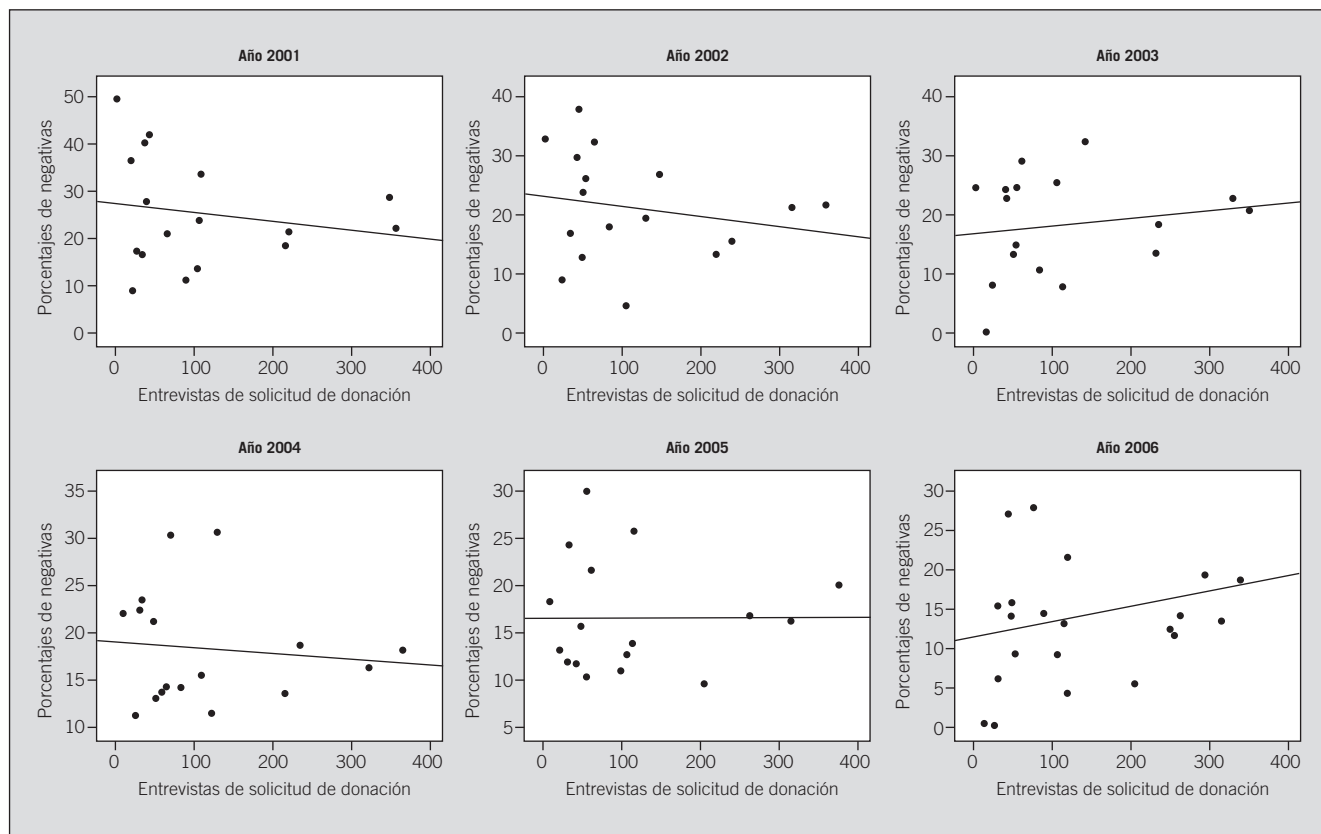 Año 2001
Porcentajes de negativas
50
40
30
20
10
0
0 100 200 300 400
Entrevistas de solicitud de donación
Año 2002
Porcentajes de negativas
40
30
20
10
0
0 100 200 300 400
Entrevistas de solicitud de donación
Año 2003
Porcentajes de negativas
40
30
20
10
0
0 100 200 300 400
Entrevistas de solicitud de donación
Año 2004
Porcentajes de negativas
35
30
25
20
15
10
0 100 200 300 400
Entrevistas de solicitud de donación
Año 2005
Porcentajes de negativas
30
25
20
15
10
5
0 100 200 300 400
Entrevistas de solicitud de donación
Año 2006
Porcentajes de negativas
30
25
20
15
10
5
0
0 100 200 300 400
Entrevistas de solicitud de donación